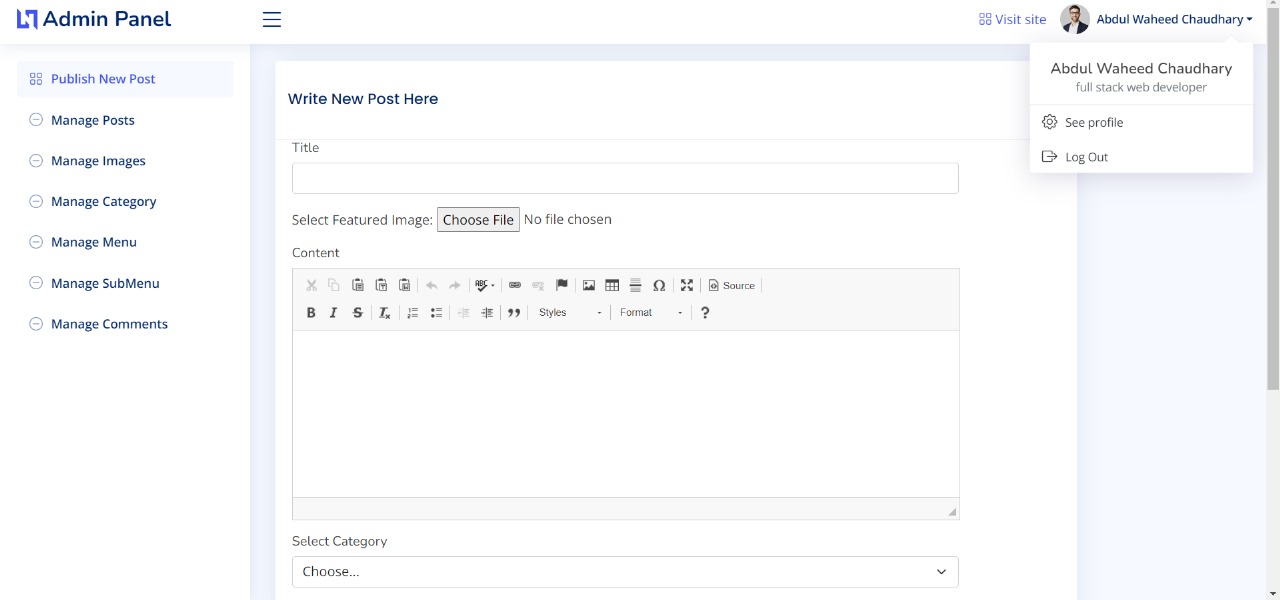 Admin Panel
Visit site
Abdul Waheed Chaudhary
Abdul Waheed Chaudhary
full stack web developer
See profile
Log Out
Publish New Post
Manage Posts
Manage Images
Manage Category
Manage Menu
Manage SubMenu
Manage Comments
Write New Post Here
Title
Select Featured Image: Choose File No file chosen
Content
ABC Ω Source
B I S Tx Styles Format ?
Select Category
Choose...